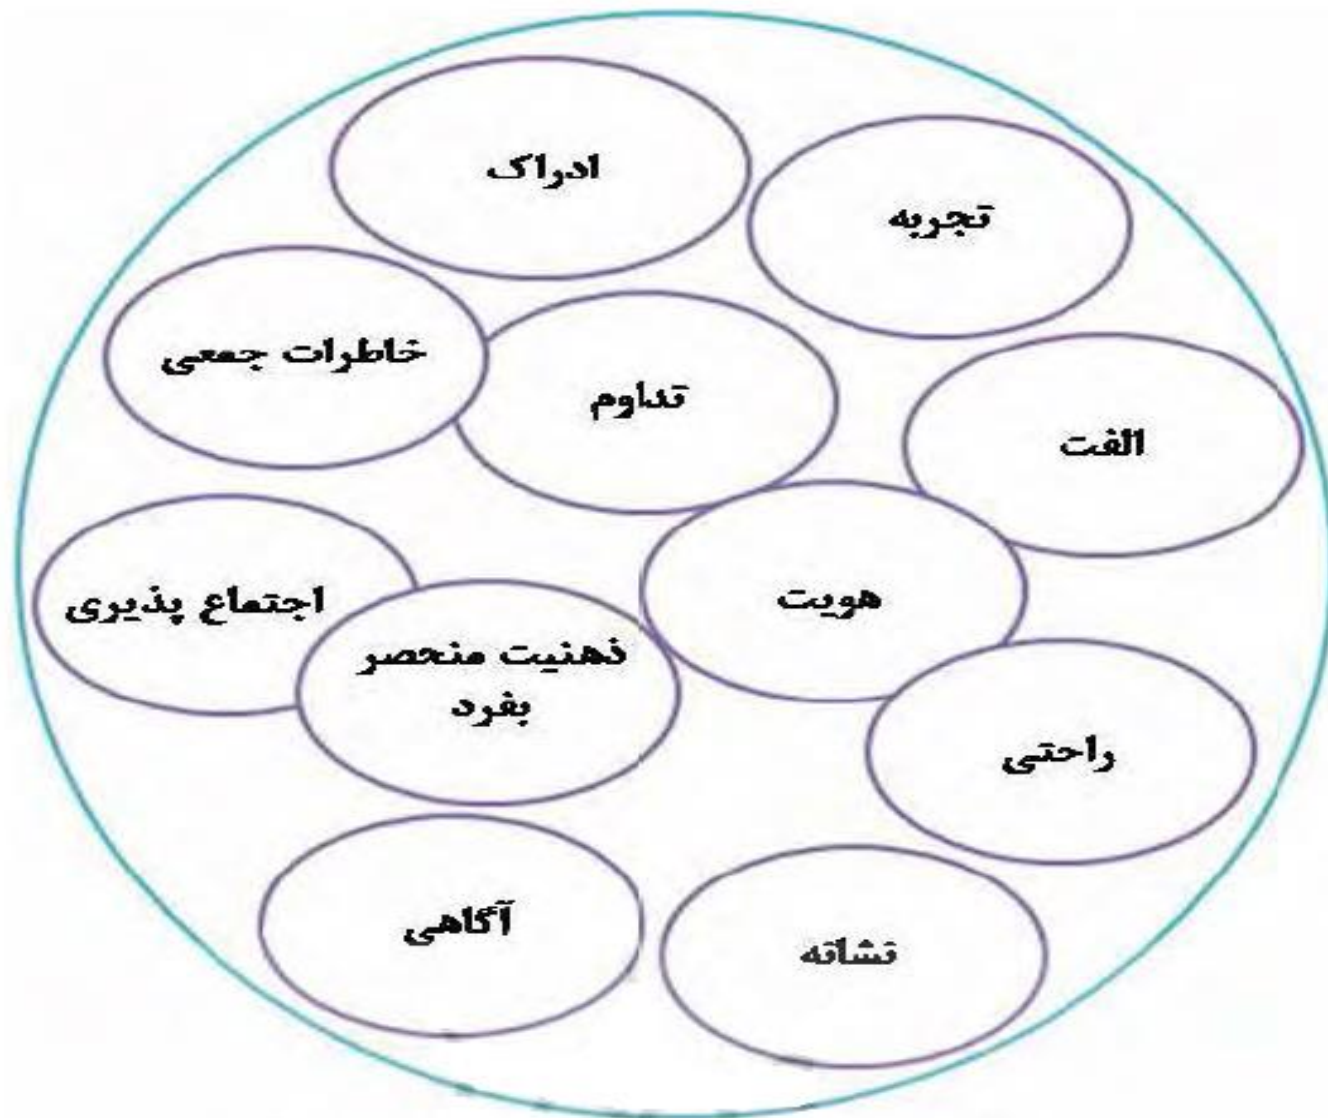 ادراک
تجربه
خاطرات جمعی
تداوم
الفت
اجتماع پذیری
هویت
ذهنیت منحصر
بفرد
راحتی
آگاهی
نشانه